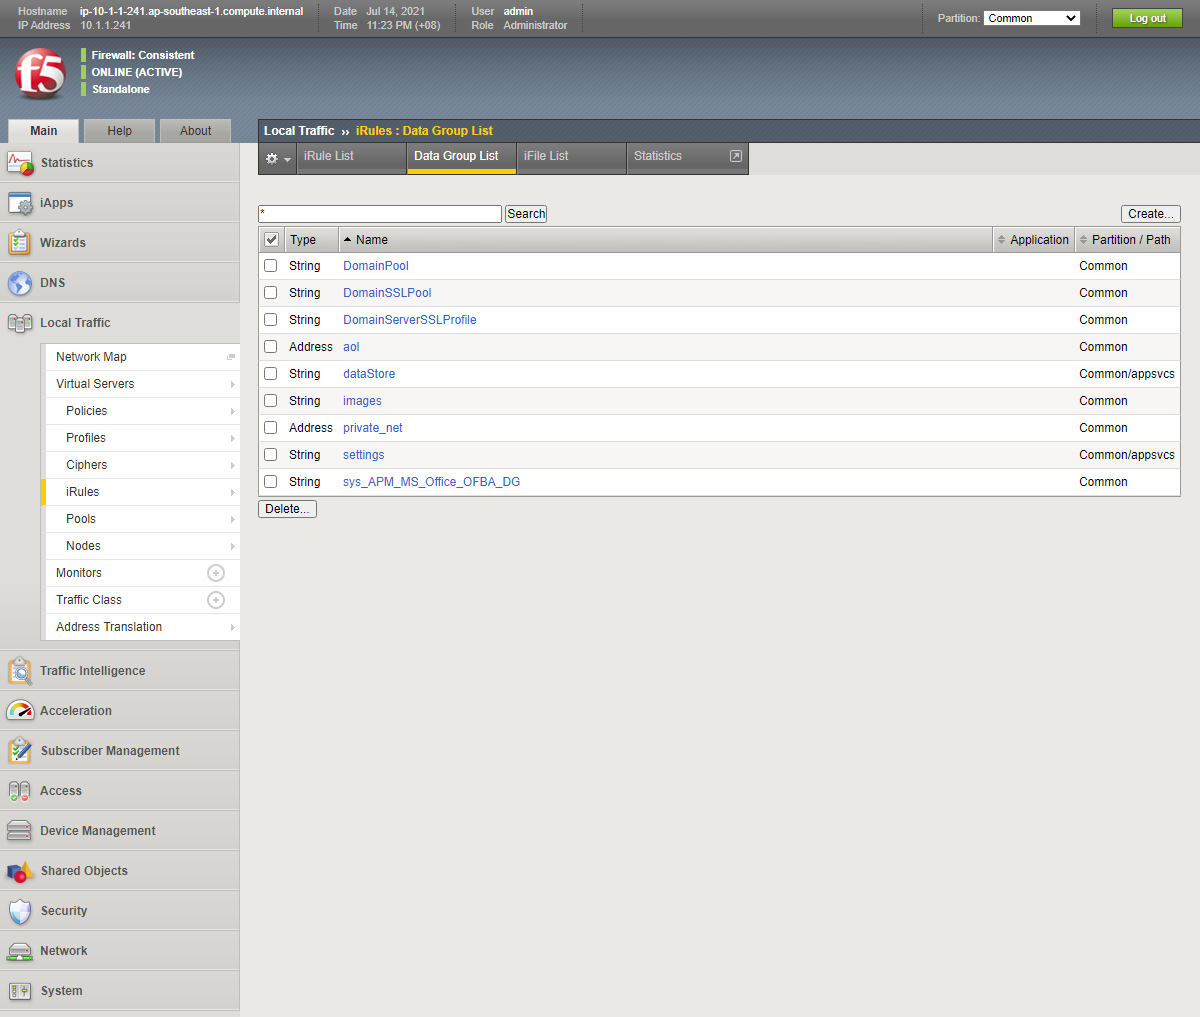 Hostname ip-10-1-1-241.ap-southeast-1.compute.internal Date Jul 14, 2021 User admin
IP Address 10.1.1.241 Time 11:23 PM (+08) Role Administrator
Partition: Common Log out
f5
Firewall: Consistent
ONLINE (ACTIVE)
Standalone
Main Help About
Local Traffic ›› iRules : Data Group List
iRule List Data Group List iFile List Statistics
Statistics
iApps
Wizards
DNS
Local Traffic
Network Map
Virtual Servers
Policies
Profiles
Ciphers
iRules
Pools
Nodes
Monitors
Traffic Class
Address Translation
Traffic Intelligence
Acceleration
Subscriber Management
Access
Device Management
Shared Objects
Security
Network
System
* Search Create...
Type Name Application Partition / Path
String DomainPool Common
String DomainSSLPool Common
String DomainServerSSLProfile Common
Address aol Common
String dataStore Common/appsvcs
String images Common
Address private_net Common
String settings Common/appsvcs
String sys_APM_MS_Office_OFBA_DG Common
Delete...